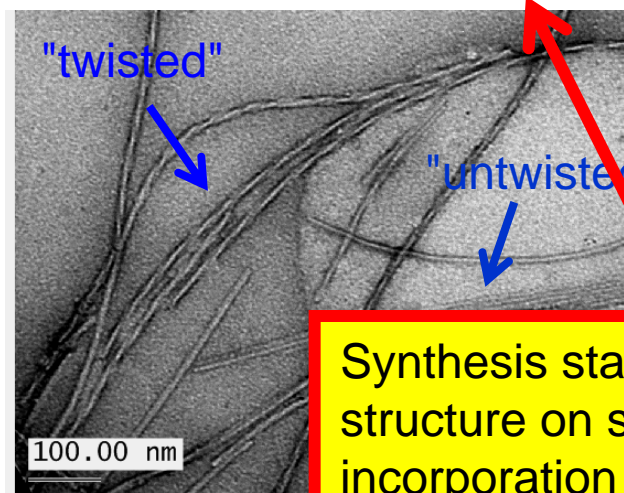 "twisted"
"untwiste
Synthesis sta
structure on s
incorporation
100.00 nm